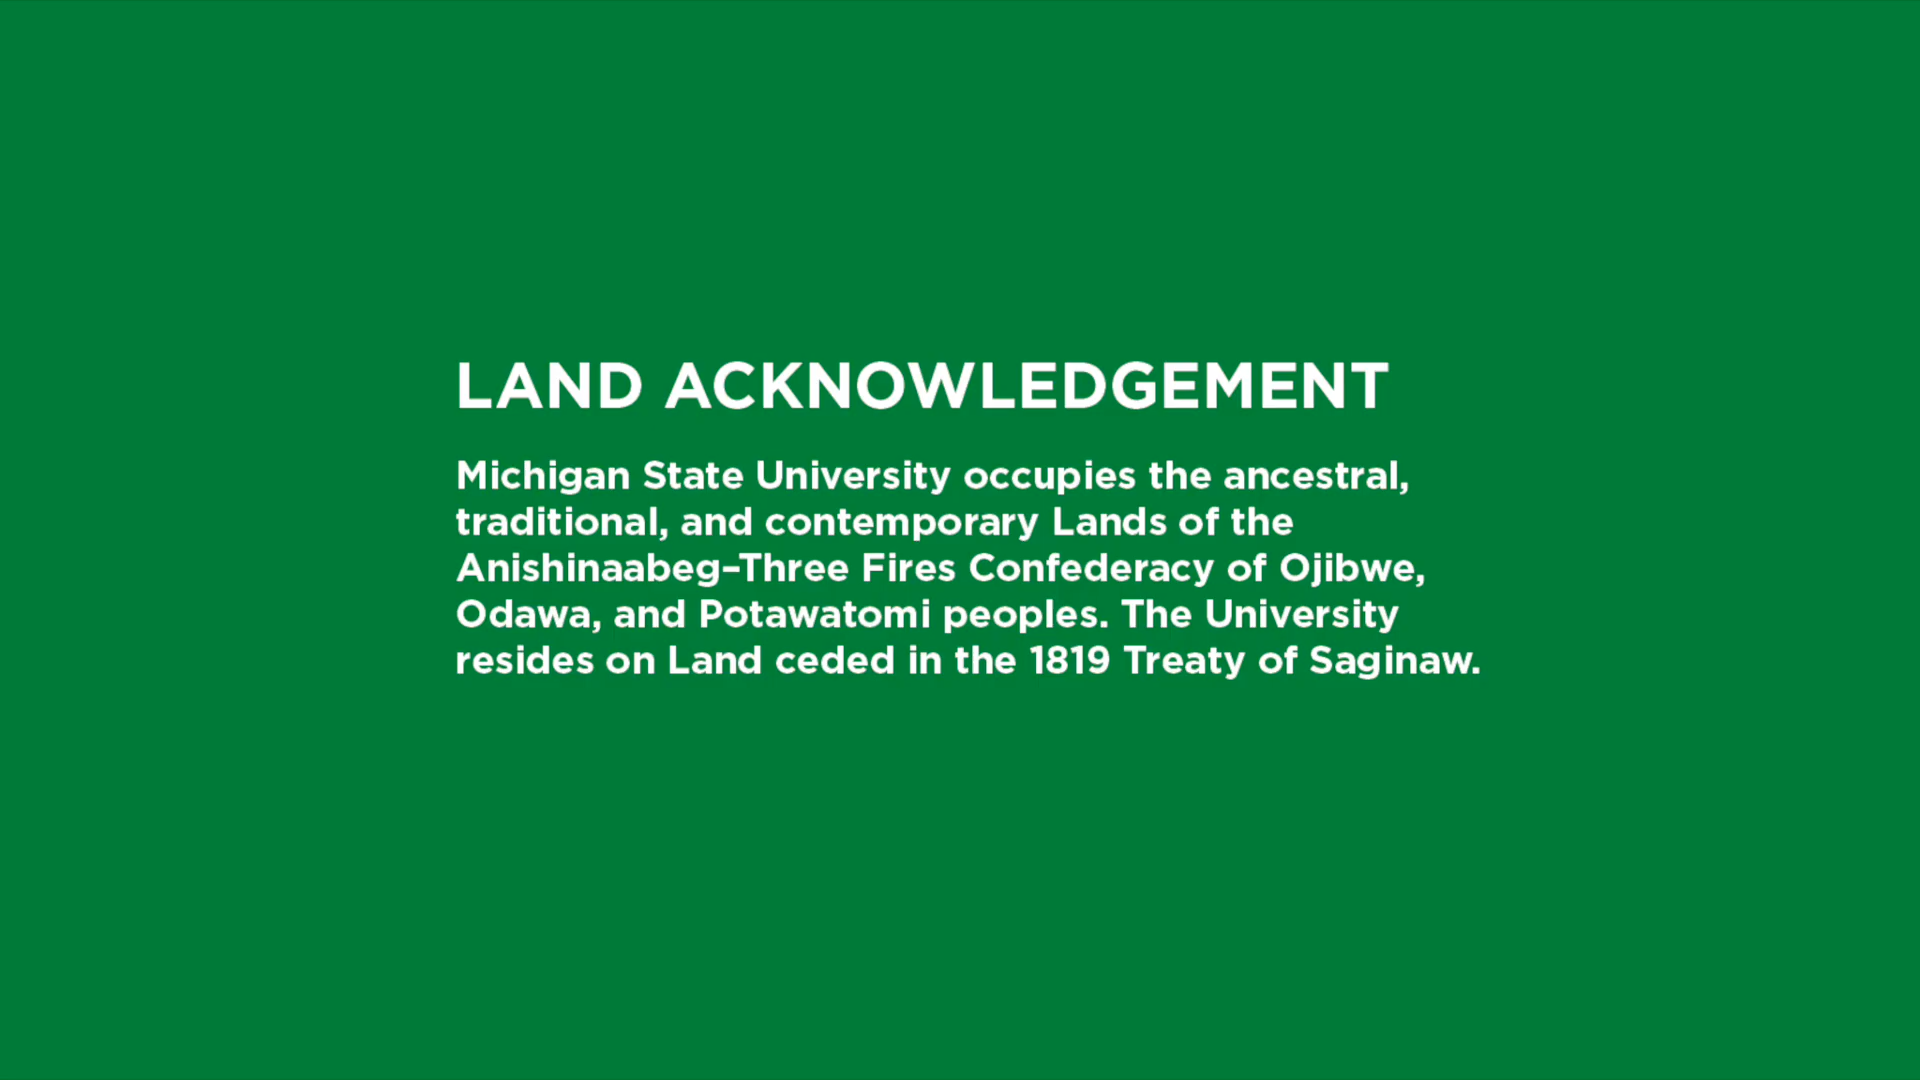 LAND ACKNOWLEDGEMENT
Michigan State University occupies the ancestral,
traditional, and contemporary Lands of the
Anishinaabeg–Three Fires Confederacy of Ojibwe,
Odawa, and Potawatomi peoples. The University
resides on Land ceded in the 1819 Treaty of Saginaw.